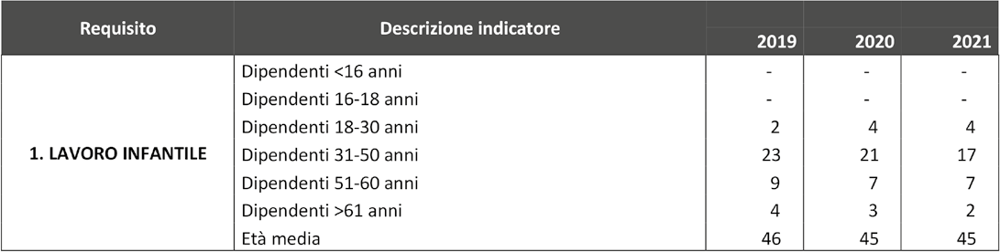 Requisito Descrizione indicatore 2019 2020 2021
Dipendenti <16 anni - - -
Dipendenti 16-18 anni - - -
Dipendenti 18-30 anni 2 4 4
1. LAVORO INFANTILE Dipendenti 31-50 anni 23 21 17
Dipendenti 51-60 anni 9 7 7
Dipendenti >61 anni 4 3 2
Età media 46 45 45